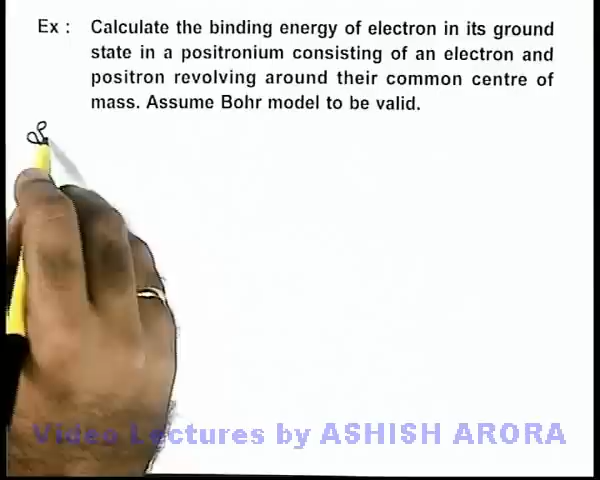 Ex : Calculate the binding energy of electron in its ground
state in a positronium consisting of an electron and
positron revolving around their common centre of
mass. Assume Bohr model to be valid.
Video Lectures by ASHISH ARORA